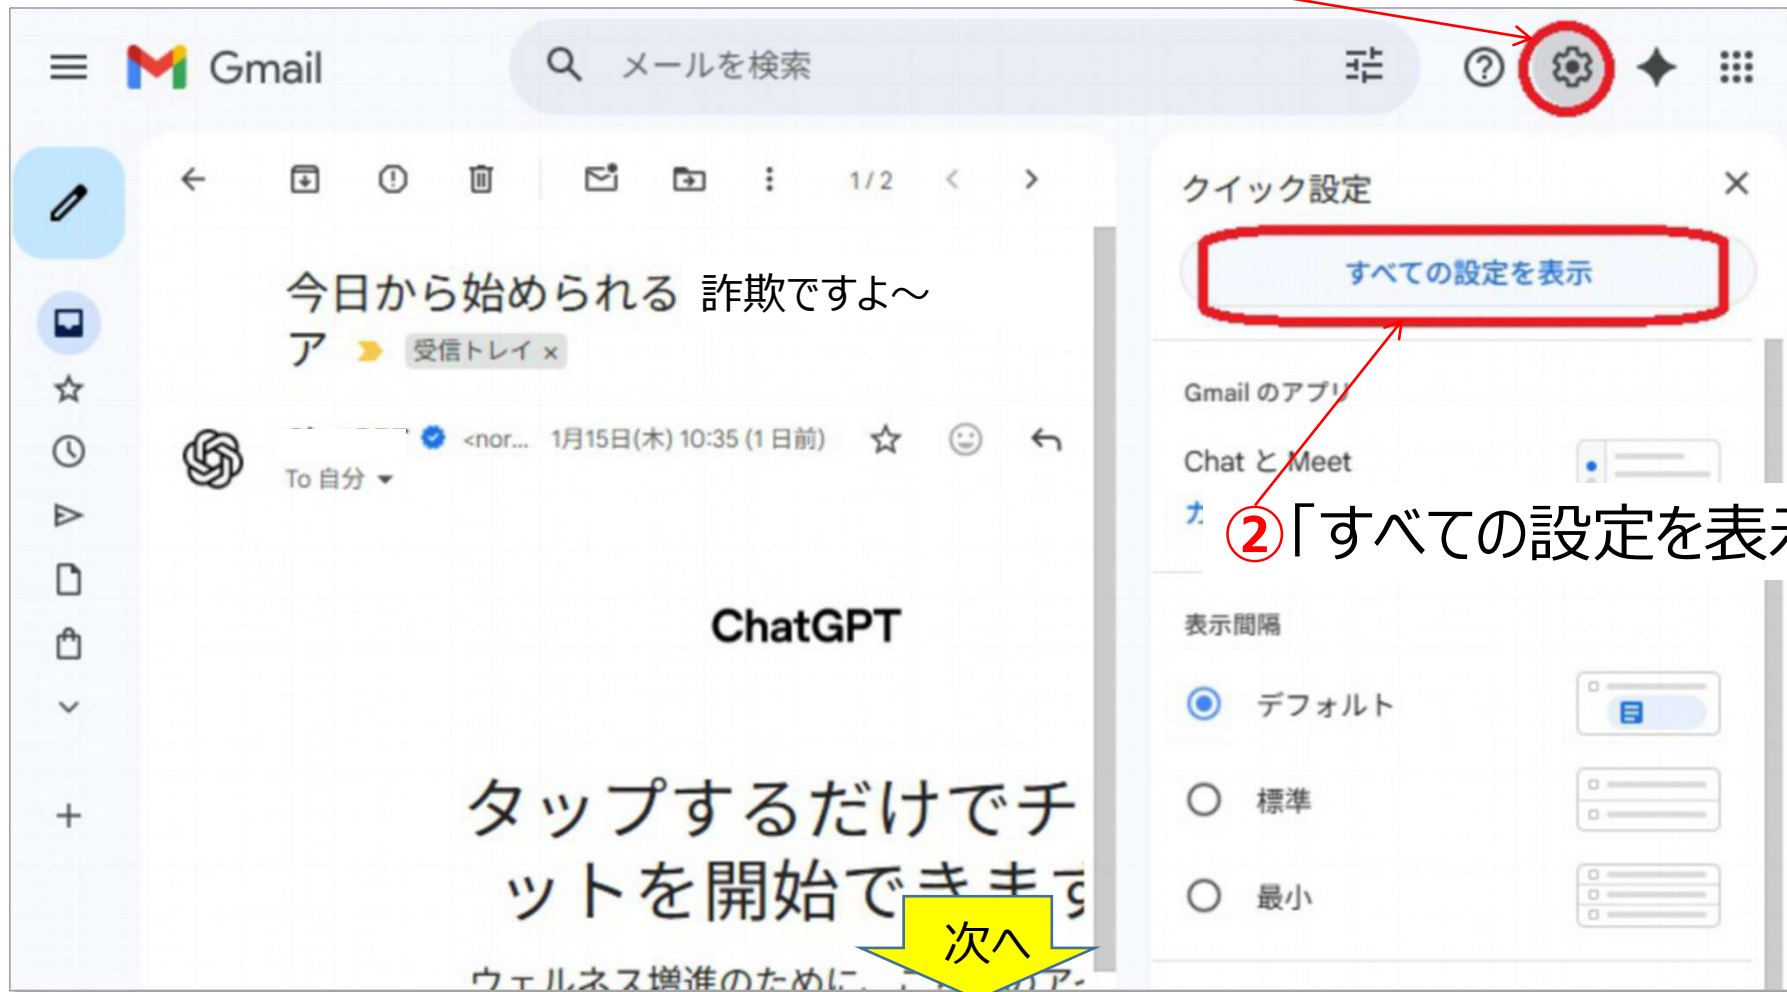 Gmail
メールを検索
1/2
クイック設定
すべての設定を表示
今日から始められる 詐欺ですよ～
ア 受信トレイ ×
Gmail のアプリ
<nor... 1月15日(木) 10:35 (1 日前)
To 自分
Chat と Meet
②「すべての設定を表
ChatGPT
表示間隔
デフォルト
タップするだけでチ
標準
ットを開始できます
最小
次へ
ウェルネス増進のために、